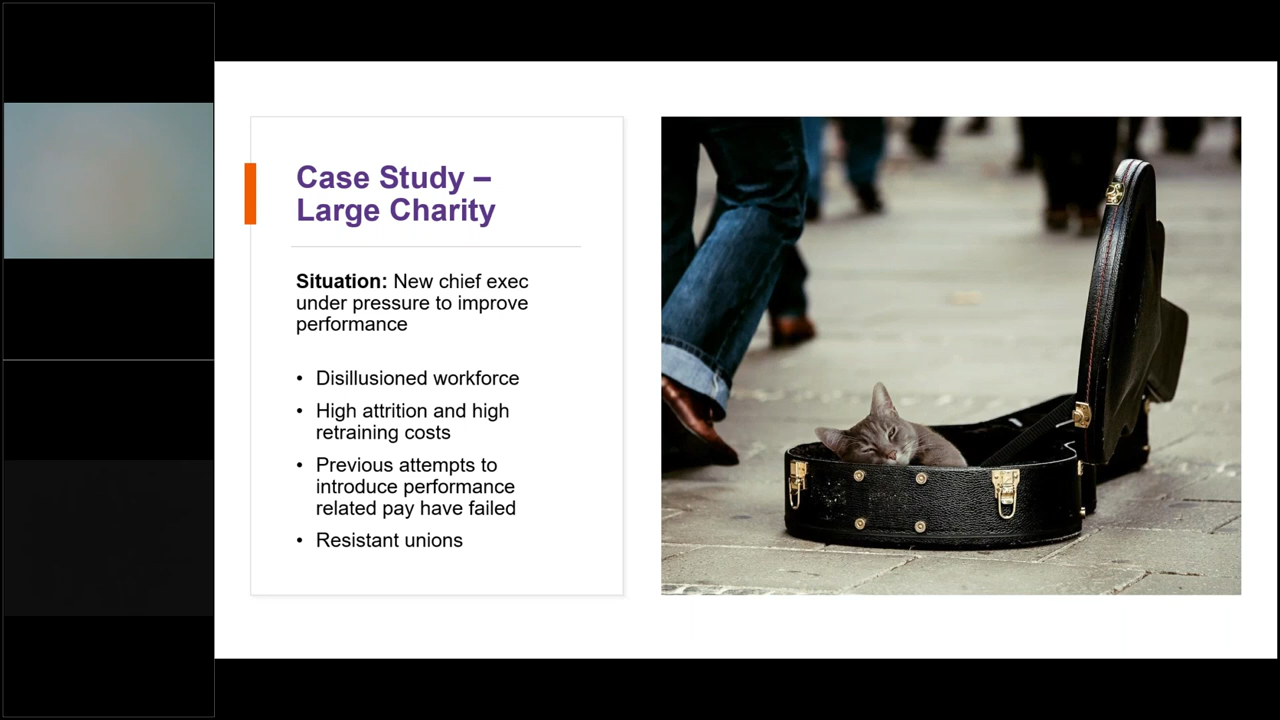 Case Study –
Large Charity
Situation: New chief exec
under pressure to improve
performance
• Disillusioned workforce
• High attrition and high
retraining costs
• Previous attempts to
introduce performance
related pay have failed
• Resistant unions